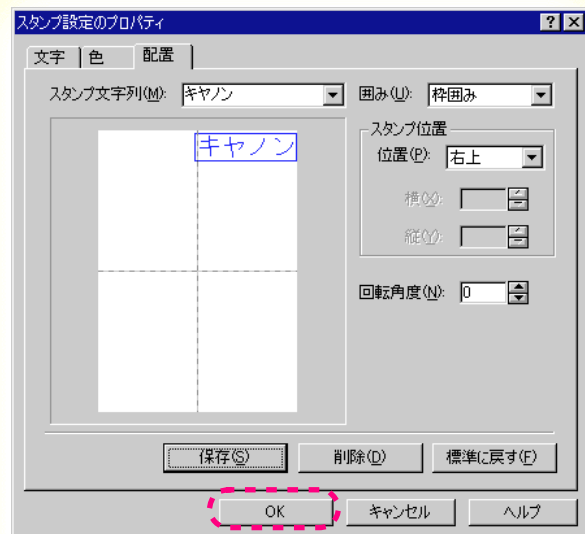 スタンプ設定のプロパティ
文字 色 配置
スタンプ文字列(M): キヤノン 囲み(U): 枠囲み
キヤノン
スタンプ位置
位置(P): 右上
横(X):
縦(Y):
回転角度(N): 0
保存(S) 削除(D) 標準に戻す(F)
OK キャンセル ヘルプ